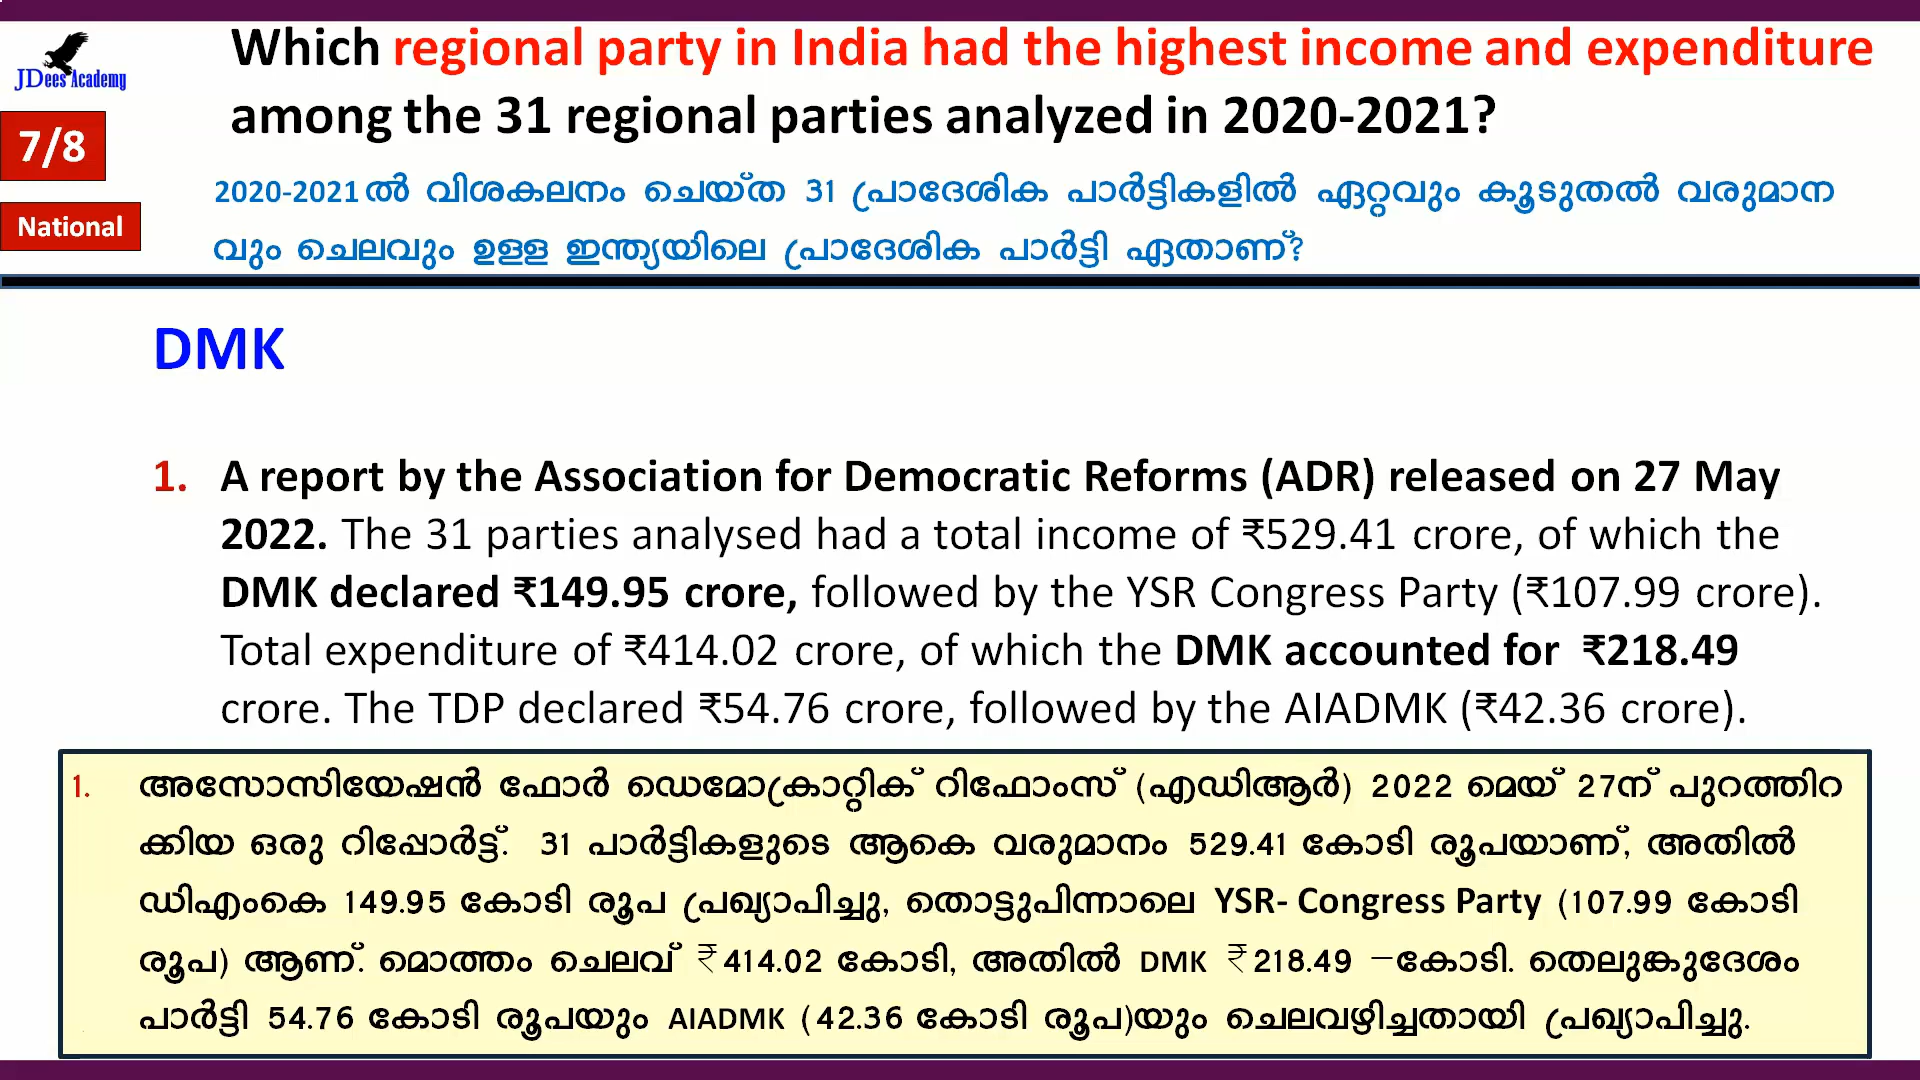 Which regional party in India had the highest income and expenditure
JDees Academy
among the 31 regional parties analyzed in 2020-2021?
7/8
2020-2021ൽ വിശകലനം ചെയ്ത 31 പ്രാദേശിക പാർട്ടികളിൽ ഏറ്റവും കൂടുതൽ വരുമാന
National
വും ചെലവും ഉള്ള ഇന്ത്യയിലെ പ്രാദേശിക പാർട്ടി ഏതാണ്?
DMK
1. A report by the Association for Democratic Reforms (ADR) released on 27 May
2022. The 31 parties analysed had a total income of ₹529.41 crore, of which the
DMK declared ₹149.95 crore, followed by the YSR Congress Party (₹107.99 crore).
Total expenditure of ₹414.02 crore, of which the DMK accounted for ₹218.49
crore. The TDP declared ₹54.76 crore, followed by the AIADMK (₹42.36 crore).
1. അസോസിയേഷൻ ഫോർ ഡെമോക്രാറ്റിക് റിഫോംസ് (എഡിആർ) 2022 മെയ് 27ന് പുറത്തിറ
ക്കിയ ഒരു റിപ്പോർട്ട്. 31 പാർട്ടികളുടെ ആകെ വരുമാനം 529.41 കോടി രൂപയാണ്, അതിൽ
ഡിഎംകെ 149.95 കോടി രൂപ പ്രഖ്യാപിച്ചു, തൊട്ടുപിന്നാലെ YSR- Congress Party (107.99 കോടി
രൂപ) ആണ്. മൊത്തം ചെലവ് ₹414.02 കോടി, അതിൽ DMK ₹218.49 –കോടി. തെലുങ്കുദേശം
പാർട്ടി 54.76 കോടി രൂപയും AIADMK (42.36 കോടി രൂപ)യും ചെലവഴിച്ചതായി പ്രഖ്യാപിച്ചു.